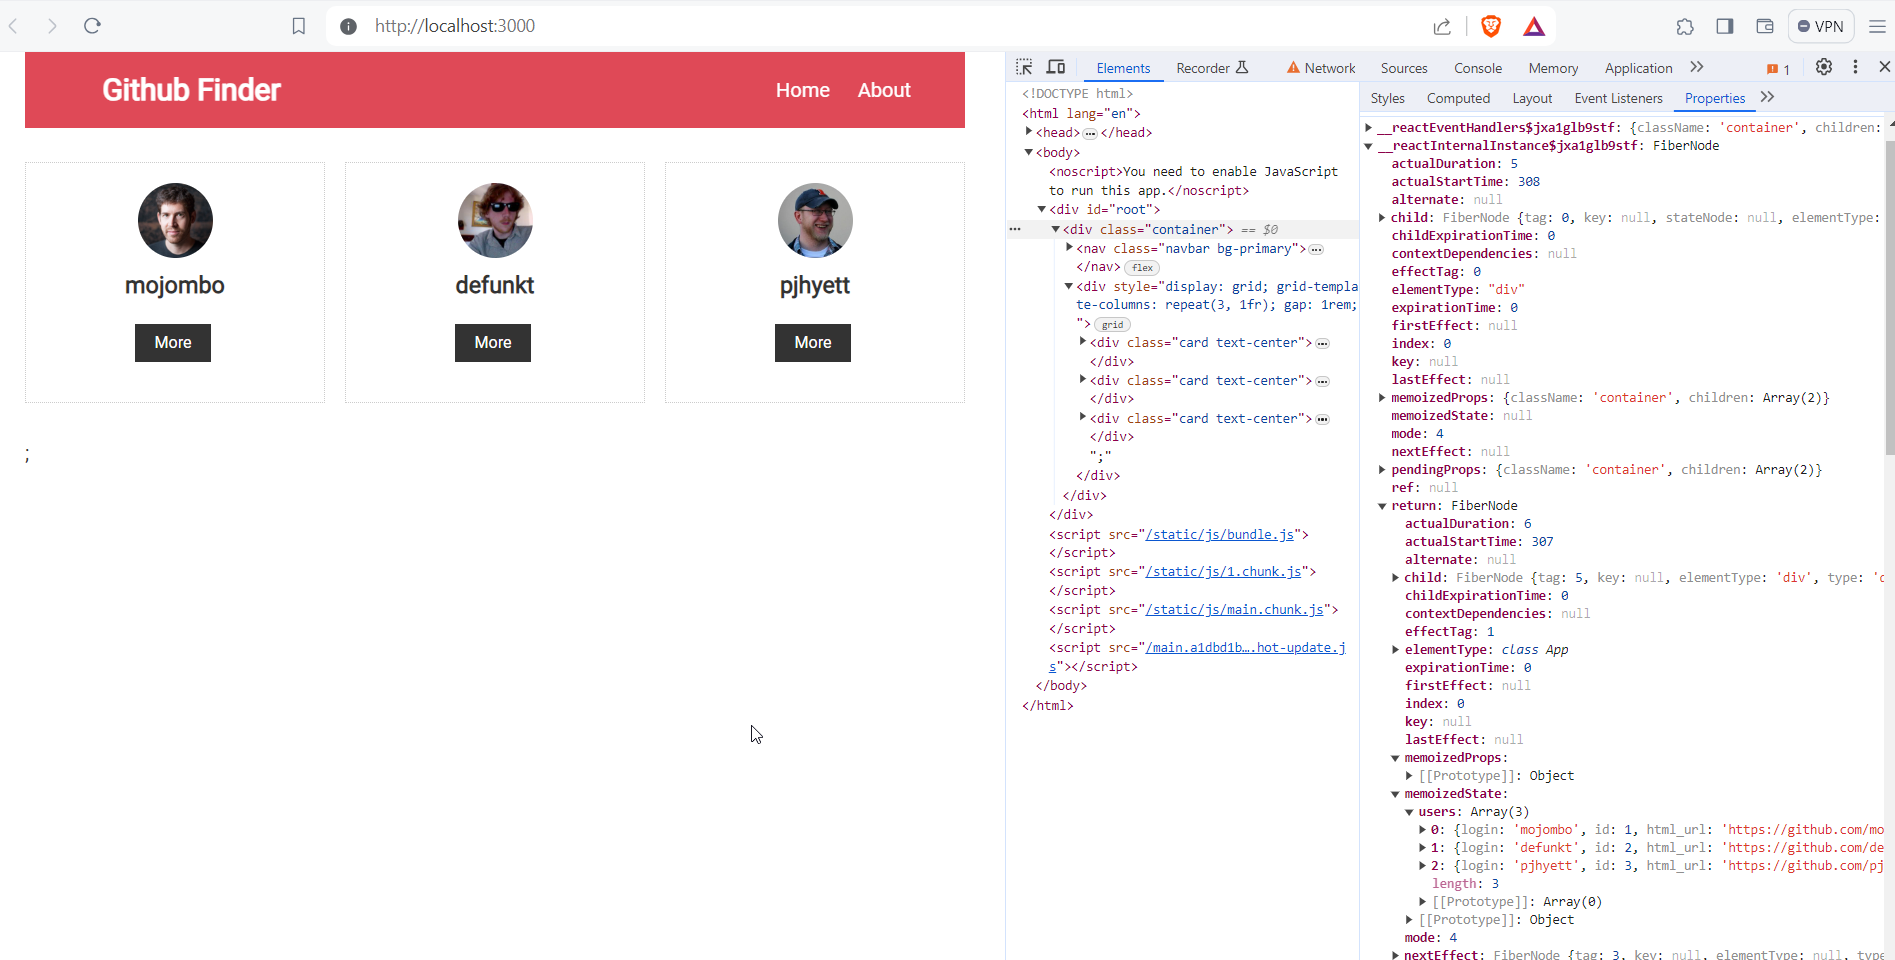 http://localhost:3000
VPN
Github Finder
Home
About
mojombo
defunkt
pjhyett
More
More
More
;
Elements
Recorder
Network
Sources
Console
Memory
Application
1
<!DOCTYPE html>
<html lang="en">
<head>…</head>
<body>
<noscript>You need to enable JavaScript
to run this app.</noscript>
<div id="root">
<div class="container"> == $0
<nav class="navbar bg-primary">…
</nav> flex
<div style="display: grid; grid-templa
te-columns: repeat(3, 1fr); gap: 1rem;
"> grid
<div class="card text-center">…
</div>
<div class="card text-center">…
</div>
<div class="card text-center">…
</div>
";"
</div>
</div>
</div>
<script src="/static/js/bundle.js">
</script>
<script src="/static/js/1.chunk.js">
</script>
<script src="/static/js/main.chunk.js">
</script>
<script src="/main.a1dbd1b….hot-update.j
s"></script>
</body>
</html>
Styles
Computed
Layout
Event Listeners
Properties
__reactEventHandlers$jxa1glb9stf: {className: 'container', children:
__reactInternalInstance$jxa1glb9stf: FiberNode
actualDuration: 5
actualStartTime: 308
alternate: null
child: FiberNode {tag: 0, key: null, stateNode: null, elementType:
childExpirationTime: 0
contextDependencies: null
effectTag: 0
elementType: "div"
expirationTime: 0
firstEffect: null
index: 0
key: null
lastEffect: null
memoizedProps: {className: 'container', children: Array(2)}
memoizedState: null
mode: 4
nextEffect: null
pendingProps: {className: 'container', children: Array(2)}
ref: null
return: FiberNode
actualDuration: 6
actualStartTime: 307
alternate: null
child: FiberNode {tag: 5, key: null, elementType: 'div', type: 'd
childExpirationTime: 0
contextDependencies: null
effectTag: 1
elementType: class App
expirationTime: 0
firstEffect: null
index: 0
key: null
lastEffect: null
memoizedProps:
[[Prototype]]: Object
memoizedState:
users: Array(3)
0: {login: 'mojombo', id: 1, html_url: 'https://github.com/mo
1: {login: 'defunkt', id: 2, html_url: 'https://github.com/de
2: {login: 'pjhyett', id: 3, html_url: 'https://github.com/pj
length: 3
[[Prototype]]: Array(0)
[[Prototype]]: Object
mode: 4
nextEffect: FiberNode {tag: 3, key: null, elementType: null, type